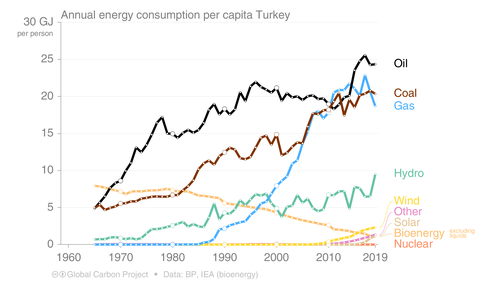 Annual energy consumption per capita Turkey
30 GJ
per person
25
20
15
10
5
0
1960
1970
1980
1990
2000
2010
2019
Oil
Coal
Gas
Hydro
Wind
Other
Solar
Bioenergy excluding liquids
Nuclear
Global Carbon Project • Data: BP, IEA (bioenergy)